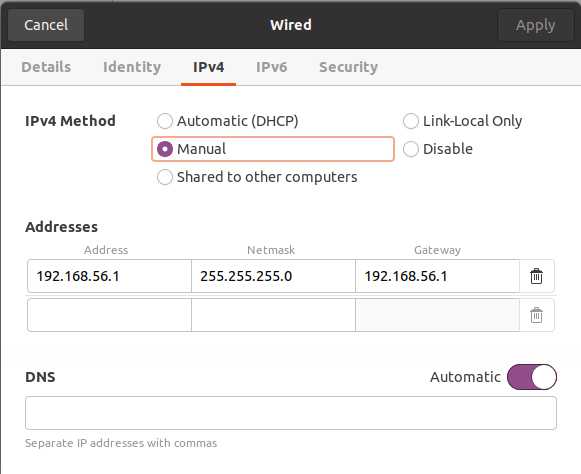 Cancel Wired Apply
Details Identity IPv4 IPv6 Security
IPv4 Method Automatic (DHCP) Link-Local Only
Manual Disable
Shared to other computers
Addresses
Address Netmask Gateway
192.168.56.1 255.255.255.0 192.168.56.1
DNS Automatic
Separate IP addresses with commas